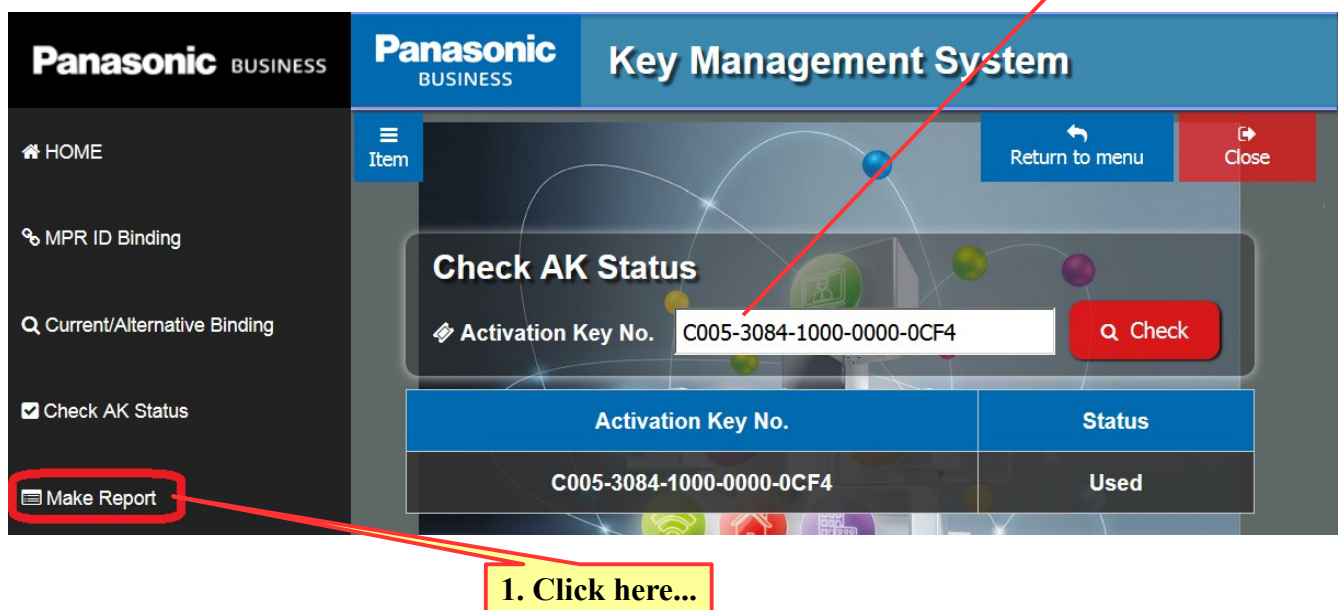 Panasonic BUSINESS
Panasonic
BUSINESS
Key Management System
HOME
MPR ID Binding
Current/Alternative Binding
Check AK Status
Make Report
Item
Return to menu
Close
Check AK Status
Activation Key No.
C005-3084-1000-0000-0CF4
Check
Activation Key No.
Status
C005-3084-1000-0000-0CF4
Used
1. Click here...